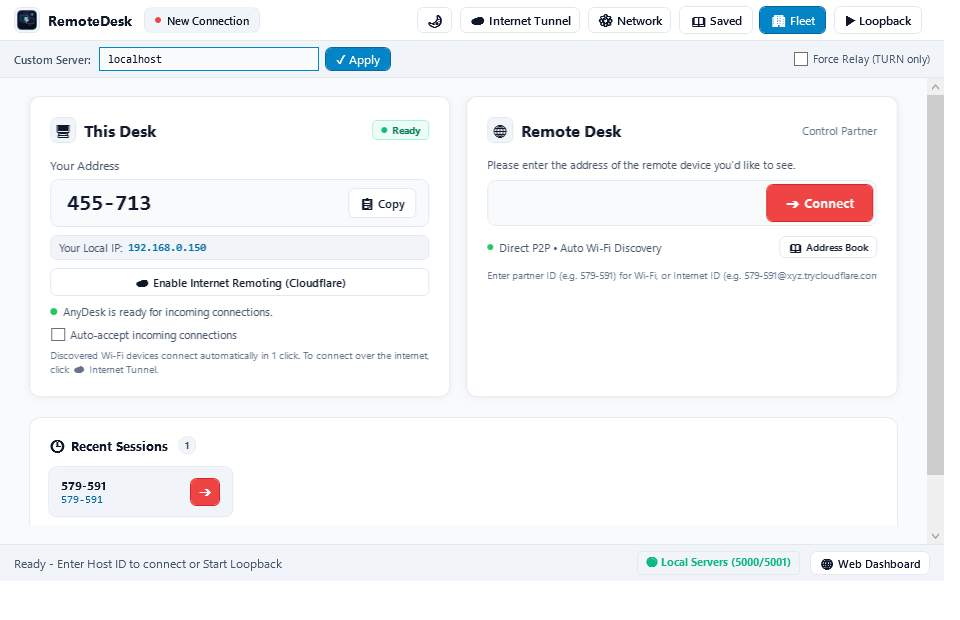 RemoteDesk
New Connection
Internet Tunnel
Network
Saved
Fleet
Loopback
Custom Server:
localhost
✓ Apply
Force Relay (TURN only)
This Desk
Ready
Your Address
455-713
Copy
Your Local IP: 192.168.0.150
Enable Internet Remoting (Cloudflare)
AnyDesk is ready for incoming connections.
Auto-accept incoming connections
Discovered Wi-Fi devices connect automatically in 1 click. To connect over the internet,
click ☁ Internet Tunnel.
Remote Desk
Control Partner
Please enter the address of the remote device you'd like to see.
➔ Connect
Direct P2P • Auto Wi-Fi Discovery
Address Book
Enter partner ID (e.g. 579-591) for Wi-Fi, or Internet ID (e.g. 579-591@xyz.trycloudflare.com
Recent Sessions
1
579-591
579-591
Ready - Enter Host ID to connect or Start Loopback
Local Servers (5000/5001)
Web Dashboard